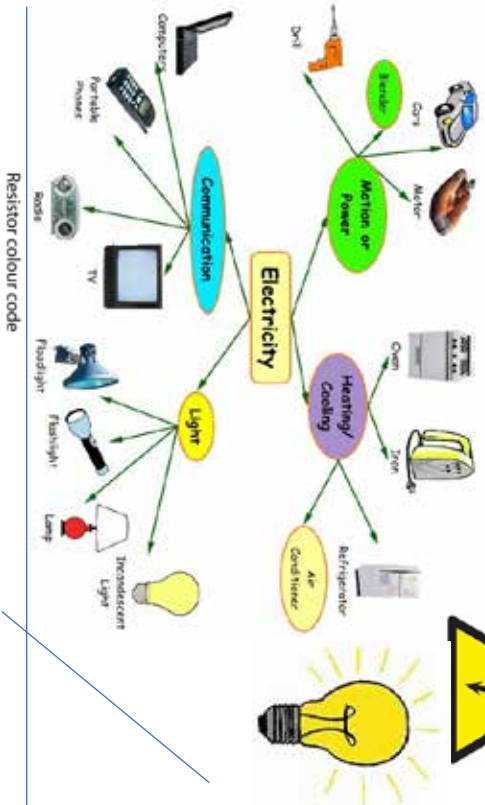 Cars
Motor
Blender
Drill
Motion or
Power
Oven
Iron
Refrigerator
Heating/
Cooling
Air
Conditioner
Electricity
Communication
Computers
Portable
Phones
Radio
TV
Light
Floodlight
Flashlight
Lamp
Incandescent
Light
Resistor colour code